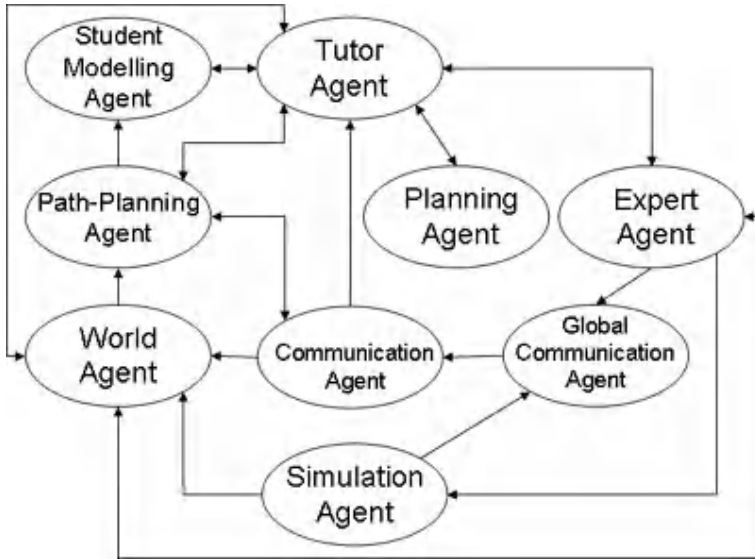 Student
Modelling
Agent
Tutor
Agent
Path-Planning
Agent
Planning
Agent
Expert
Agent
World
Agent
Communication
Agent
Global
Communication
Agent
Simulation
Agent